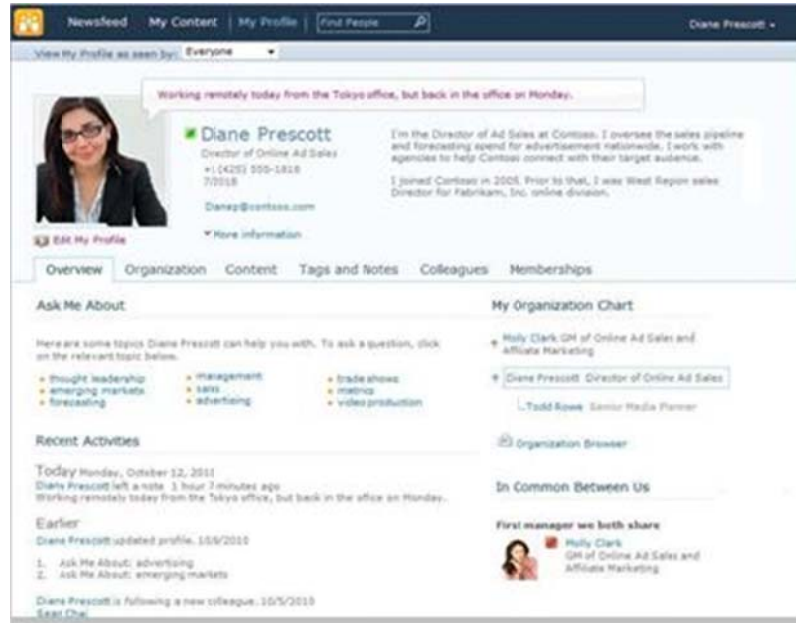 Newsfeed My Content My Profile Find People Diane Prescott
View My Profile as seen by: Everyone
Working remotely today from the Tokyo office, but back in the office on Monday.
Diane Prescott
Director of Online Ad Sales
+1 (425) 555-1818
7/2018
Danep@contoso.com
More information
I'm the Director of Ad Sales at Contoso. I oversee the sales pipeline
and forecasting spend for advertisement nationwide. I work with
agencies to help Contoso connect with their target audience.
I joined Contoso in 2005. Prior to that, I was West Region sales
Director for Fabrikam, Inc. online division.
Edit My Profile
Overview Organization Content Tags and Notes Colleagues Memberships
Ask Me About
Here are some topics Diane Prescott can help you with. To ask a question, click
on the relevant topic below.
thought leadership
emerging markets
forecasting
management
advertising
trade shows
metrics
video production
Recent Activities
Today Monday, October 12,
Diane Prescott left a note 1 hour 7 minutes ago
Working remotely today from the Tokyo office, but back in the office on Monday.
Earlier
Diane Prescott updated profile. 10/9/2010
1. Ask Me About: advertising
2. Ask Me About: emerging markets
Diane Prescott is following a new colleague: 10/5/2010
My Organization Chart
Molly Clark GM of Online Ad Sales and
Affiliate Marketing
Diane Prescott Director of Online Ad Sales
Todd Rowe Senior Media Planner
Organization Browser
In Common Between Us
First manager we both share
Molly Clark
GM of Online Ad Sales and
Affiliate Marketing